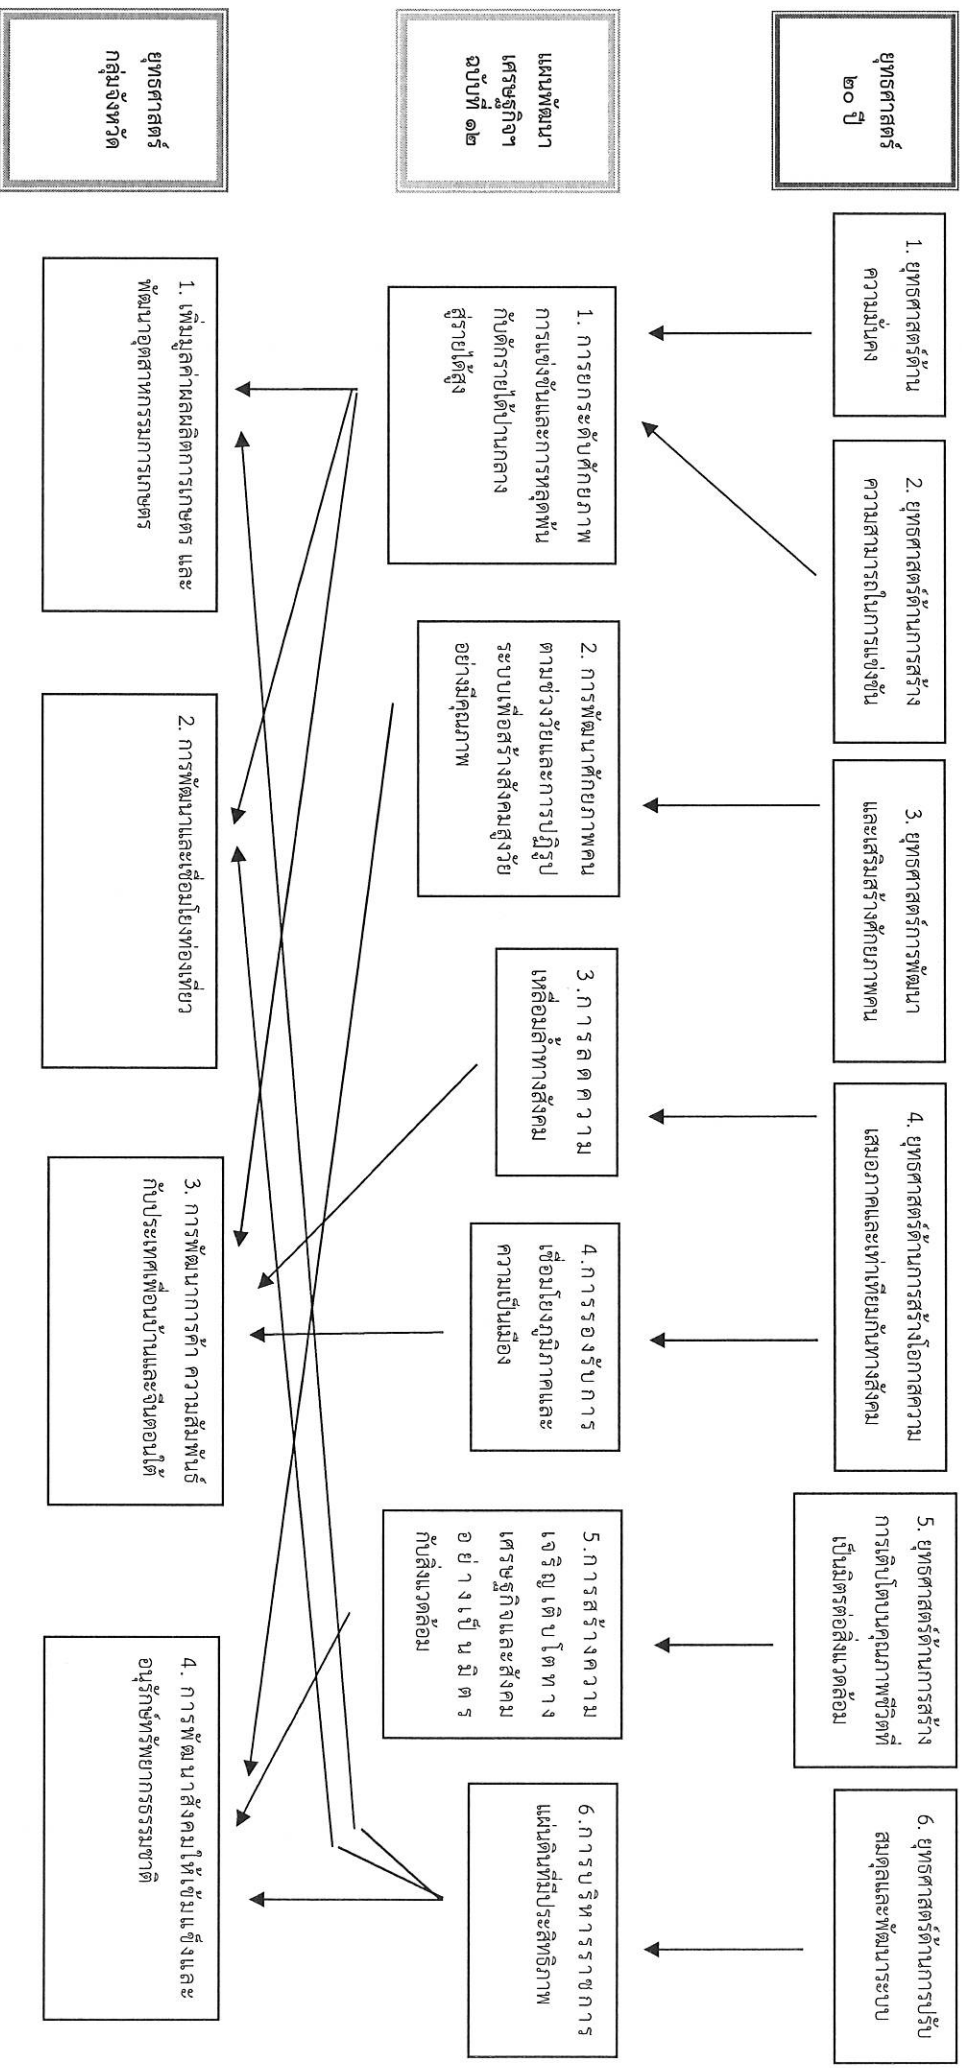 ยุทธศาสตร์
๒๐ ปี
1. ยุทธศาสตร์ด้าน
ความมั่นคง
2. ยุทธศาสตร์ด้านการสร้าง
ความสามารถในการแข่งขัน
3. ยุทธศาสตร์การพัฒนา
และเสริมสร้างศักยภาพคน
4. ยุทธศาสตร์ด้านการสร้างโอกาสความ
เสมอภาคและเท่าเทียมกันทางสังคม
5. ยุทธศาสตร์ด้านการสร้าง
การเติบโตบนคุณภาพชีวิตที่
เป็นมิตรต่อสิ่งแวดล้อม
6. ยุทธศาสตร์ด้านการปรับ
สมดุลและพัฒนาระบบ
แผนพัฒนา
เศรษฐกิจฯ
ฉบับที่ ๑๒
1. การยกระดับศักยภาพ
การแข่งขันและการหลุดพ้น
กับดักรายได้ปานกลาง
สู่รายได้สูง
2. การพัฒนาศักยภาพคน
ตามช่วงวัยและการปฏิรูป
ระบบเพื่อสร้างสังคมสูงวัย
อย่างมีคุณภาพ
3.การลดความ
เหลื่อมล้ำทางสังคม
4.การรองรับการ
เชื่อมโยงภูมิภาคและ
ความเป็นเมือง
5.การสร้างความ
เจริญเติบโตทาง
เศรษฐกิจและสังคม
อย่างเป็นมิตร
กับสิ่งแวดล้อม
6.การบริหารราชการ
แผ่นดินที่มีประสิทธิภาพ
ยุทธศาสตร์
กลุ่มจังหวัด
1. เพิ่มมูลค่าผลผลิตการเกษตร และ
พัฒนาอุตสาหกรรมการเกษตร
2. การพัฒนาและเชื่อมโยงท่องเที่ยว
3. การพัฒนาการค้า ความสัมพันธ์
กับประเทศเพื่อนบ้านและจีนตอนใต้
4. การพัฒนาสังคมให้เข้มแข็งและ
อนุรักษ์ทรัพยากรธรรมชาติ